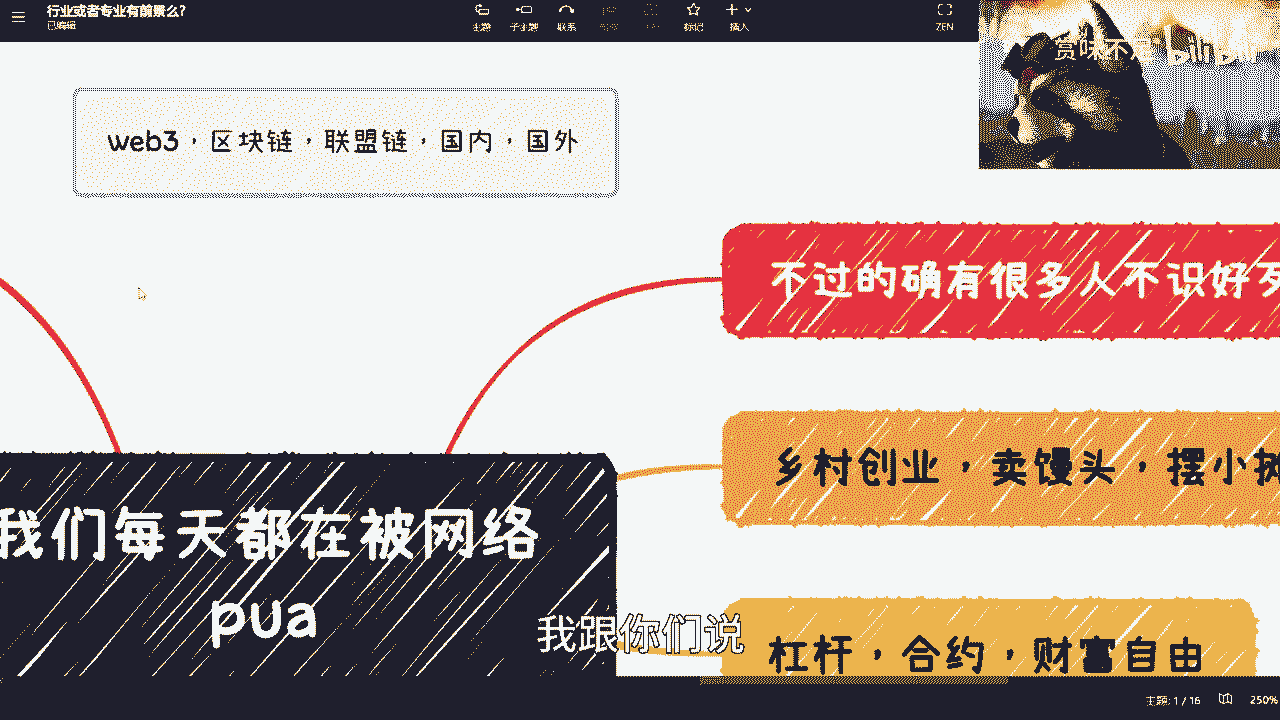 行业或者专业有前景么?
已编辑
主题
子主题
联系
标记
插入
ZEN
赏味不足 bilibili
web3，区块链，联盟链，国内，国外
不过的确有很多人不识好歹
乡村创业，卖馒头，摆小摊
我们每天都在被网络
pua
我跟你们说
杠杆，合约，财富自由
主题: 1 / 16
250%